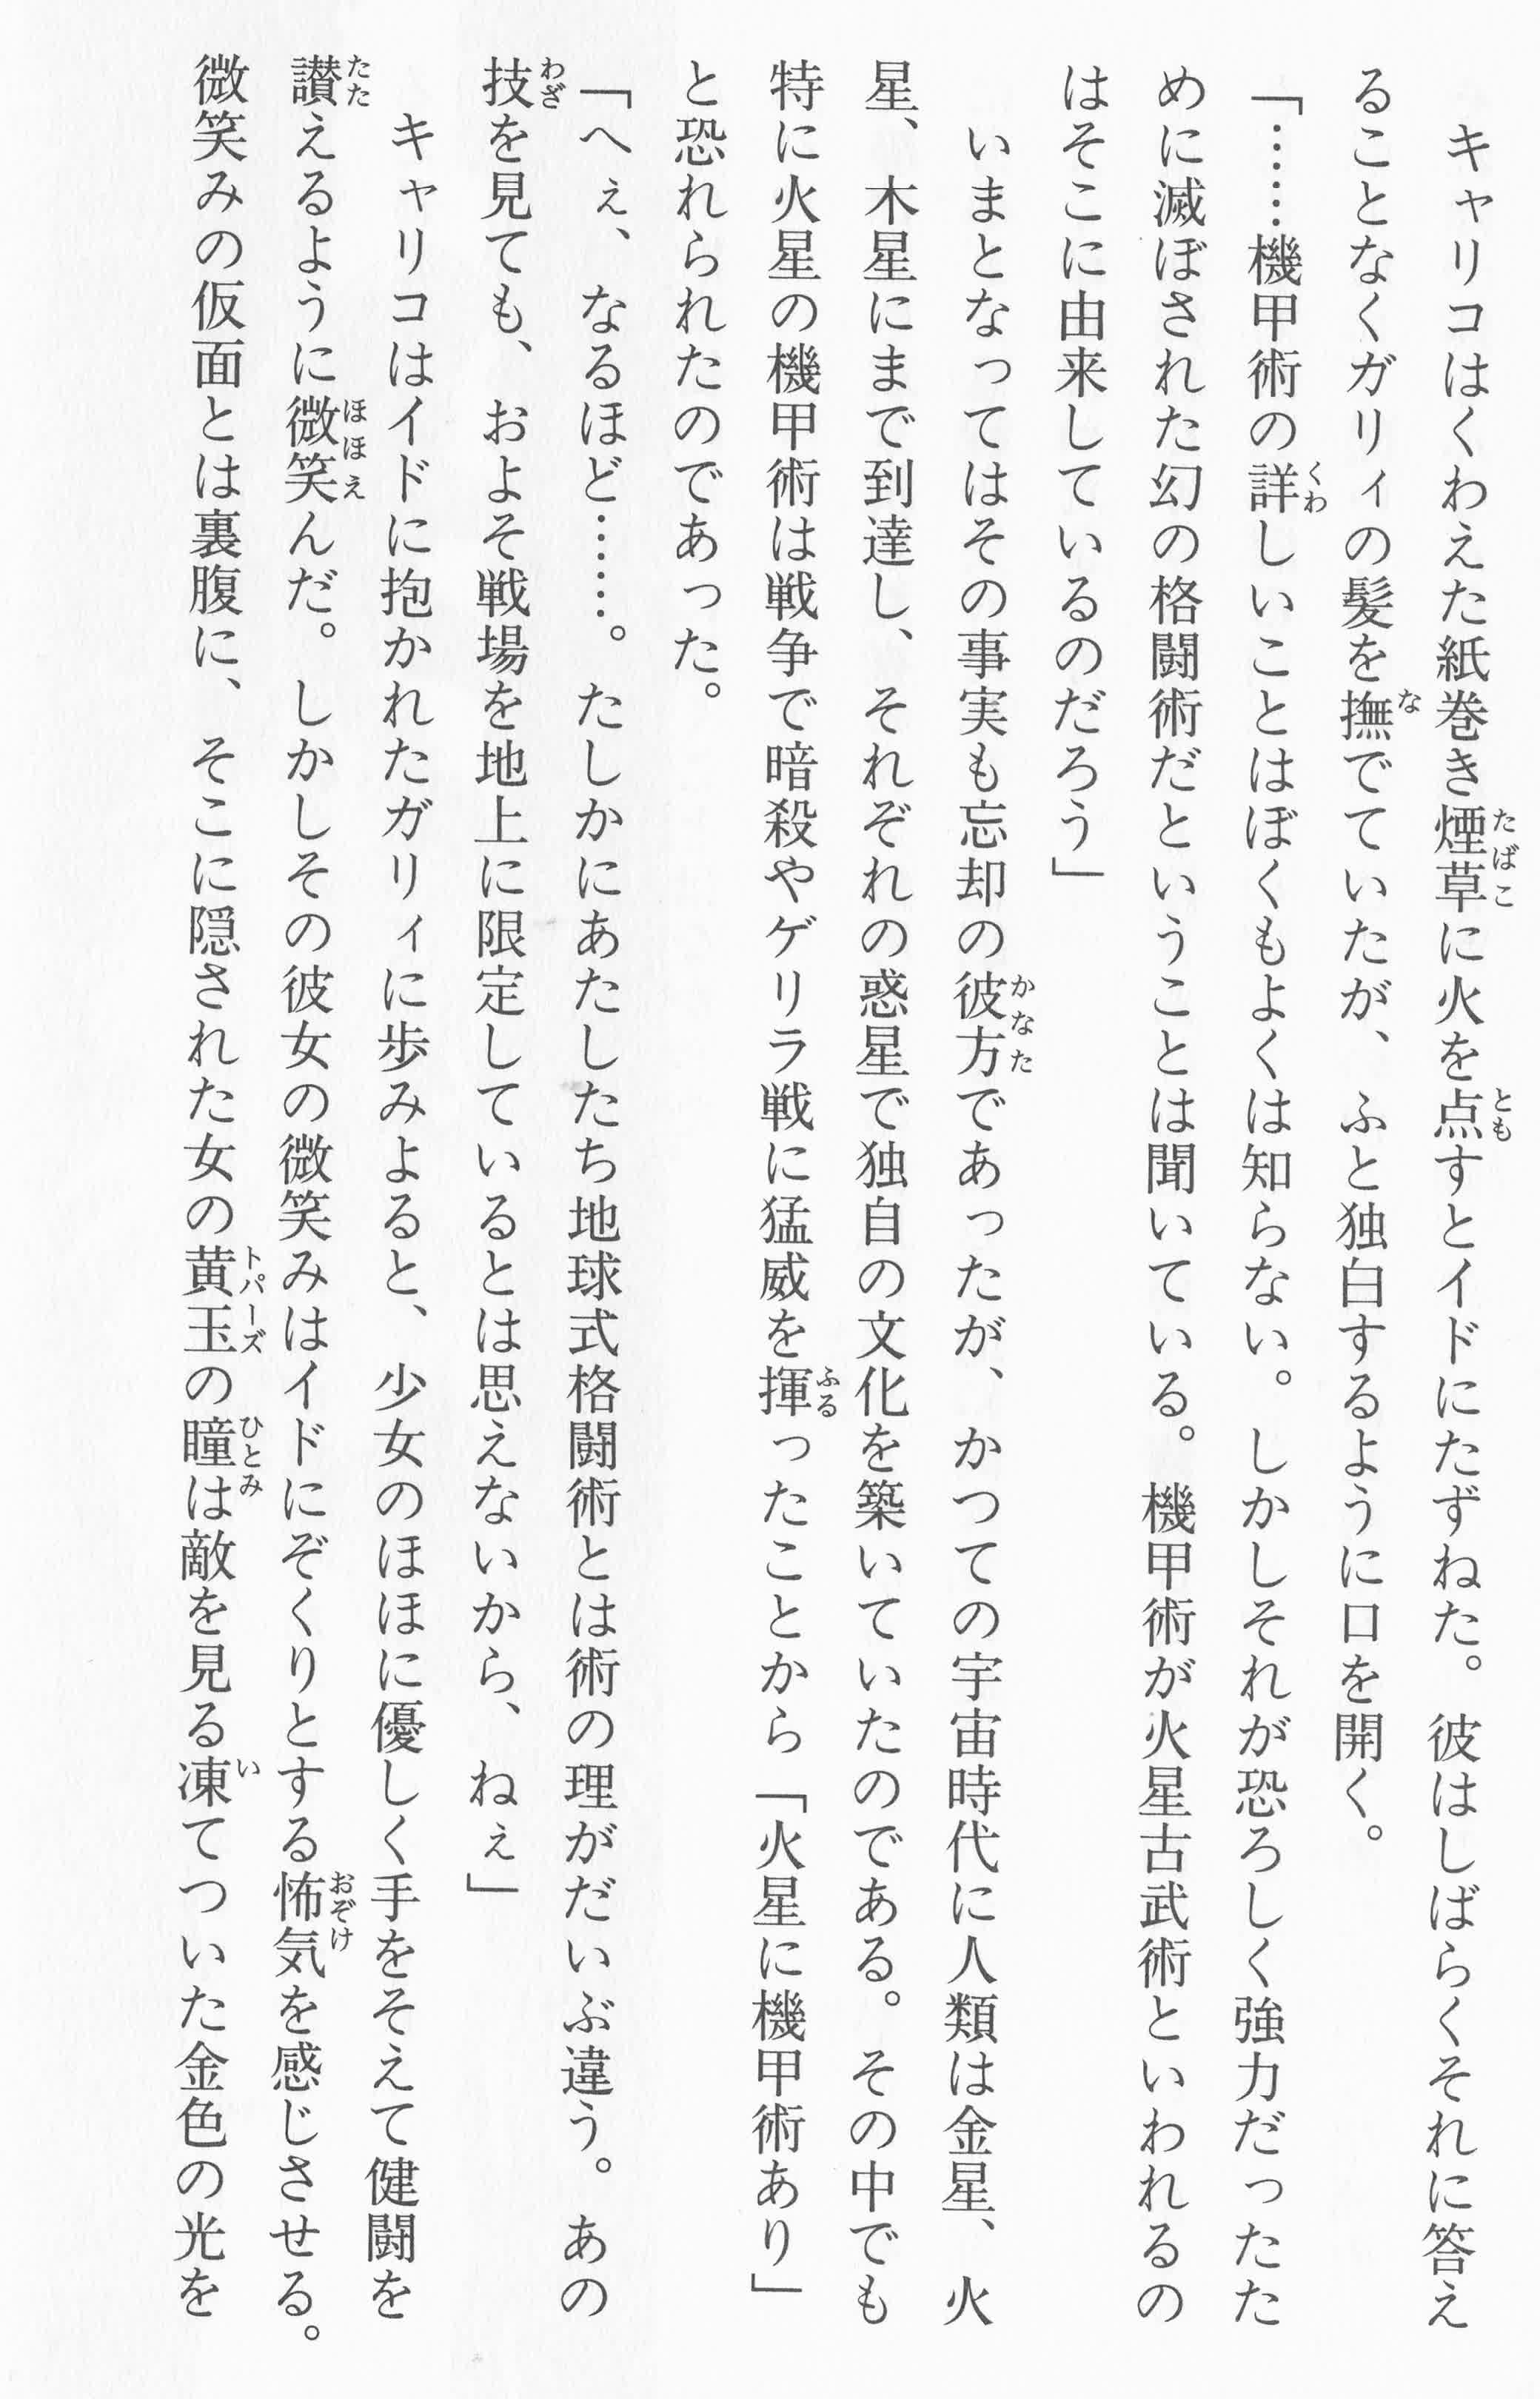 キャリコはくわえた紙巻き煙草に火を点すとイドにたずねた。彼はしばらくそれに答え
ることなくガリィの髪を撫でていたが、ふと独白するように口を開く。
「……機甲術の詳しいことはぼくもよくは知らない。しかしそれが恐ろしく強力だったた
めに滅ぼされた幻の格闘術だということは聞いている。機甲術が火星古武術といわれるの
はそこに由来しているのだろう」
　いまとなってはその事実も忘却の彼方であったが、かつての宇宙時代に人類は金星、火
星、木星にまで到達し、それぞれの惑星で独自の文化を築いていたのである。その中でも
特に火星の機甲術は戦争で暗殺やゲリラ戦に猛威を揮ったことから「火星に機甲術あり」
と恐れられたのであった。
「へぇ、なるほど……。たしかにあたしたち地球式格闘術とは術の理がだいぶ違う。あの
技を見ても、およそ戦場を地上に限定しているとは思えないから、ねぇ」
　キャリコはイドに抱かれたガリィに歩みよると、少女のほほに優しく手をそえて健闘を
讃えるように微笑んだ。しかしその彼女の微笑みはイドにぞくりとする怖気を感じさせる。
微笑みの仮面とは裏腹に、そこに隠された女の黄玉の瞳は敵を見る凍てついた金色の光を